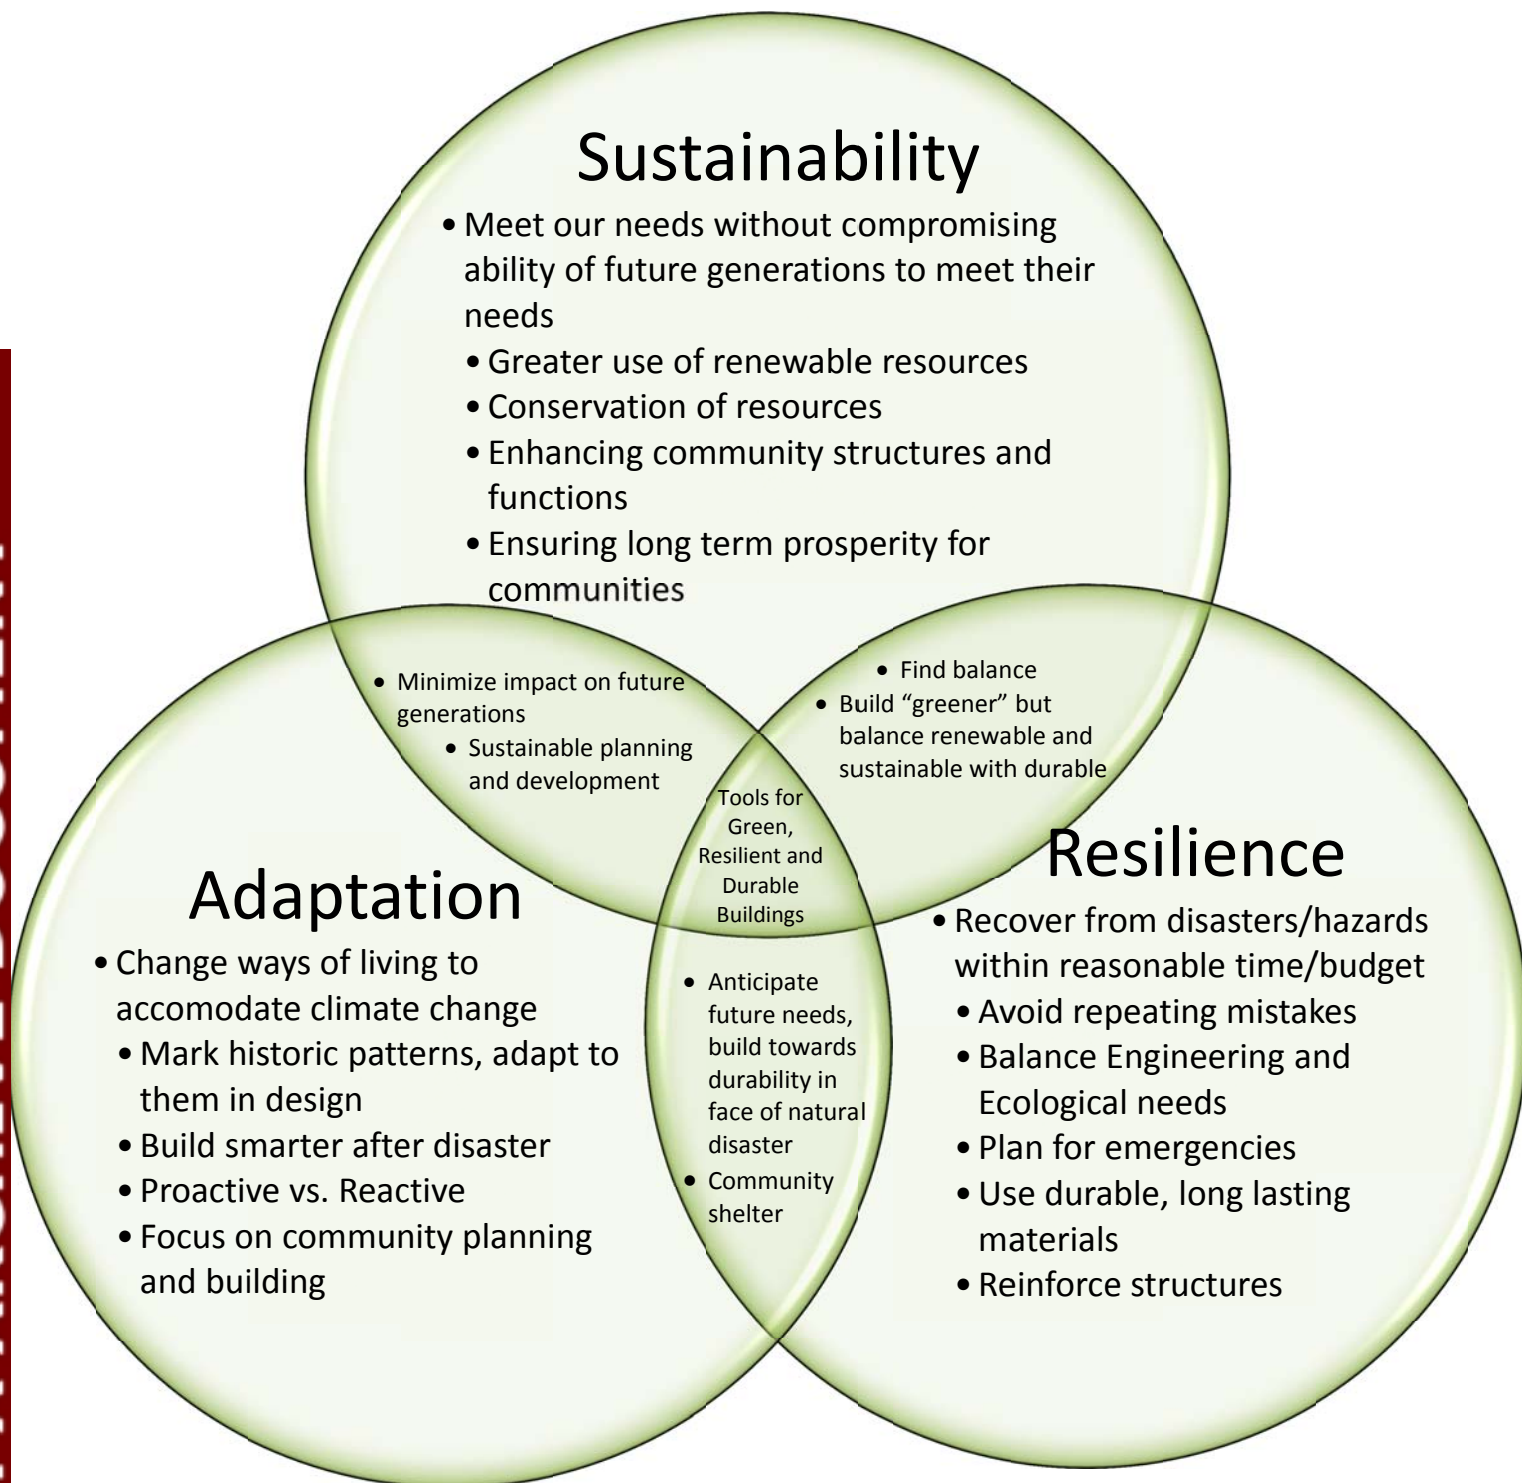 Sustainability
• Meet our needs without compromising
ability of future generations to meet their
needs
• Greater use of renewable resources
• Conservation of resources
• Enhancing community structures and
functions
• Ensuring long term prosperity for
communities
• Minimize impact on future
generations
• Sustainable planning
and development
• Find balance
• Build “greener” but
balance renewable and
sustainable with durable
Tools for
Green,
Resilient and
Durable
Buildings
Adaptation
• Change ways of living to
accomodate climate change
• Mark historic patterns, adapt to
them in design
• Build smarter after disaster
• Proactive vs. Reactive
• Focus on community planning
and building
• Anticipate
future needs,
build towards
durability in
face of natural
disaster
• Community
shelter
Resilience
• Recover from disasters/hazards
within reasonable time/budget
• Avoid repeating mistakes
• Balance Engineering and
Ecological needs
• Plan for emergencies
• Use durable, long lasting
materials
• Reinforce structures